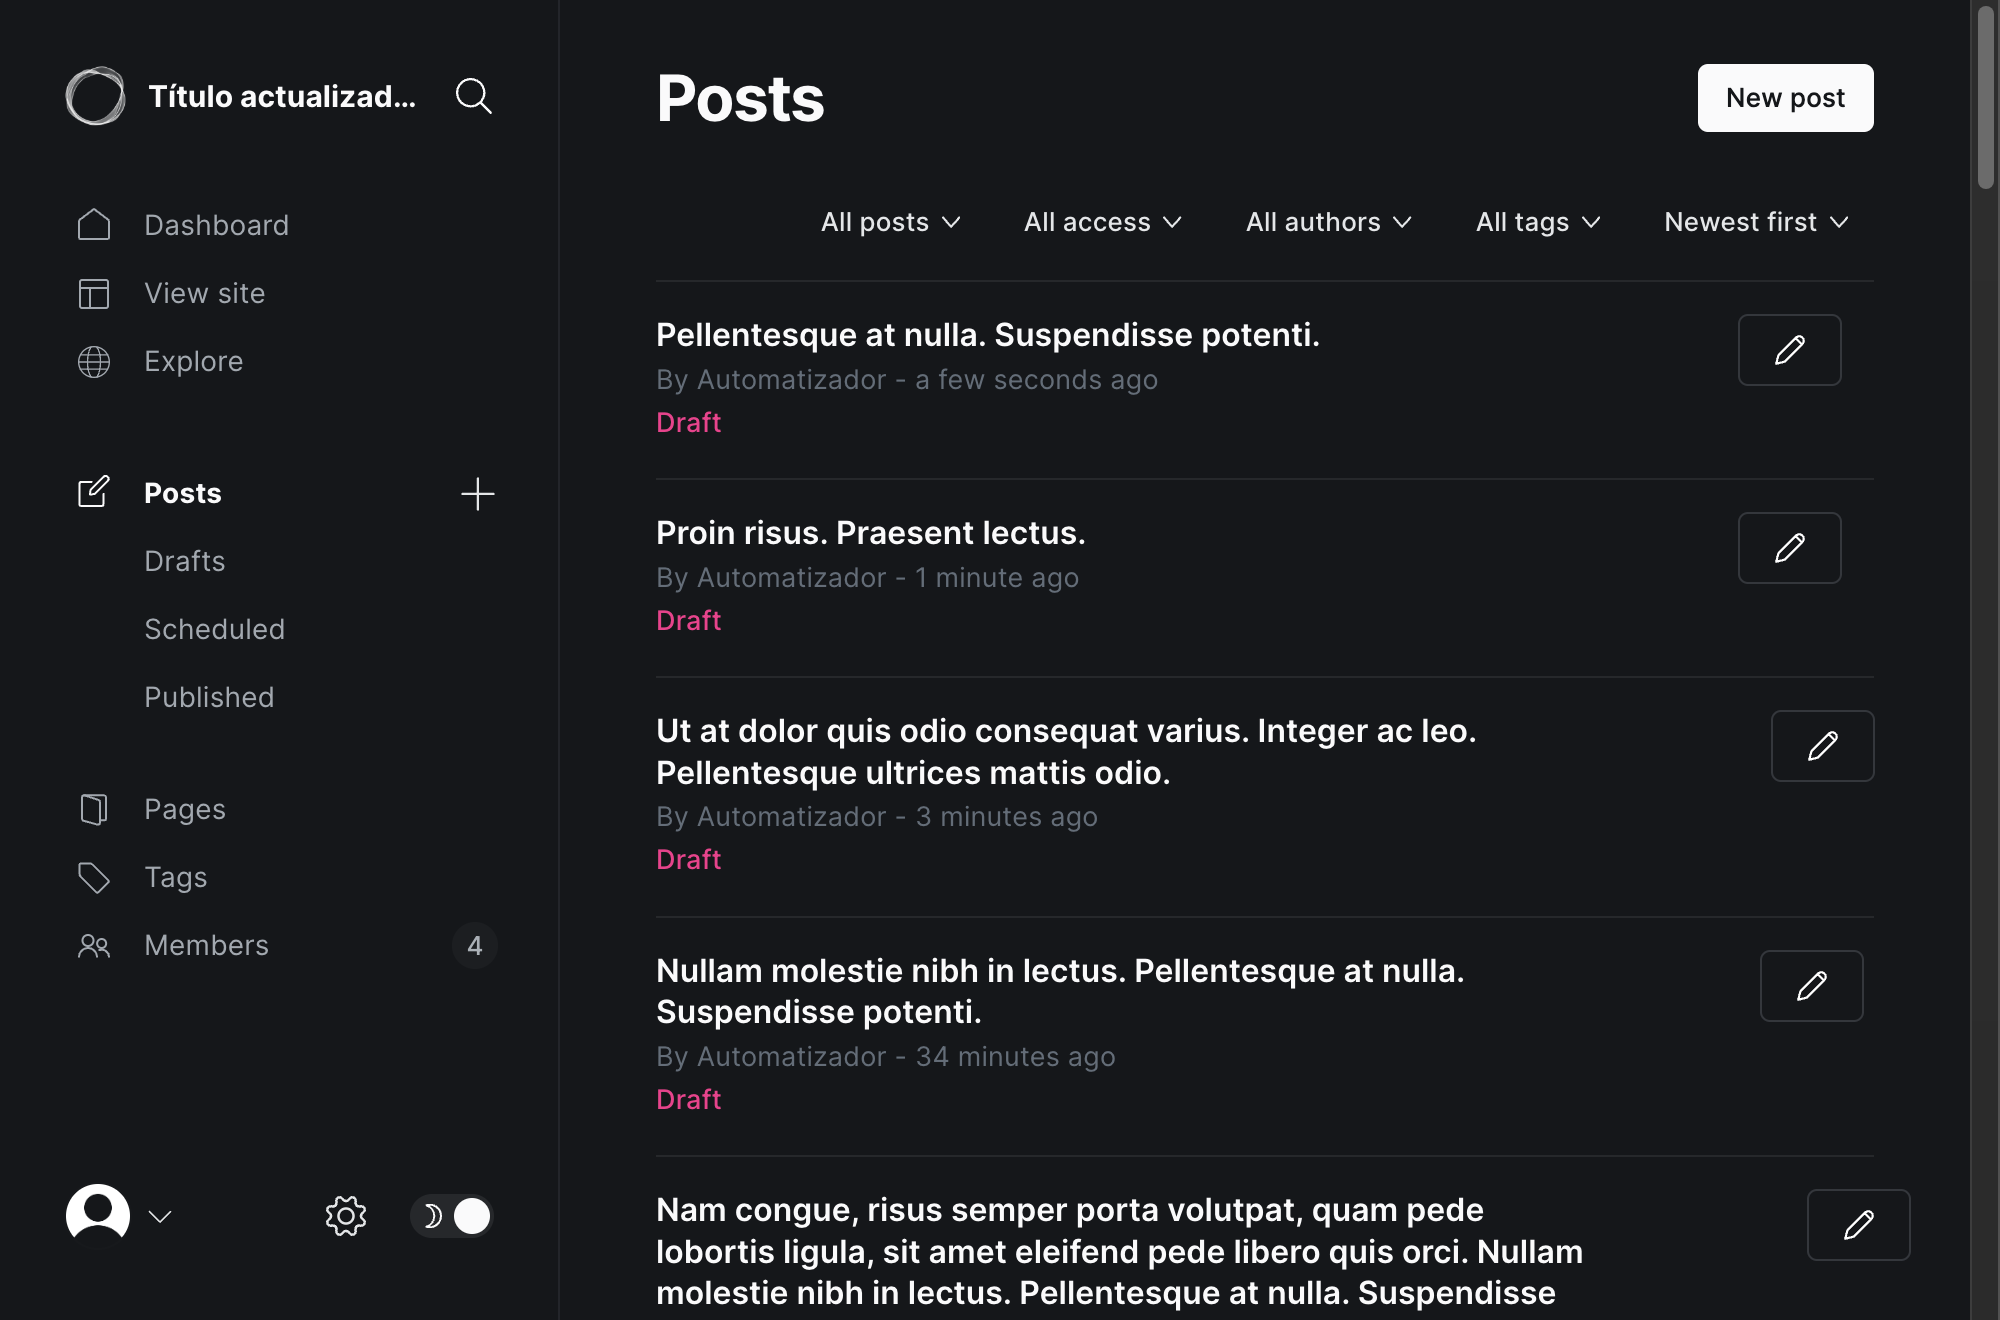 Título actualizad...
Dashboard
View site
Explore
Posts
Drafts
Scheduled
Published
Pages
Tags
Members
4
Posts
New post
All posts
All access
All authors
All tags
Newest first
Pellentesque at nulla. Suspendisse potenti.
By Automatizador - a few seconds ago
Draft
Proin risus. Praesent lectus.
By Automatizador - 1 minute ago
Draft
Ut at dolor quis odio consequat varius. Integer ac leo.
Pellentesque ultrices mattis odio.
By Automatizador - 3 minutes ago
Draft
Nullam molestie nibh in lectus. Pellentesque at nulla.
Suspendisse potenti.
By Automatizador - 34 minutes ago
Draft
Nam congue, risus semper porta volutpat, quam pede
lobortis ligula, sit amet eleifend pede libero quis orci. Nullam
molestie nibh in lectus. Pellentesque at nulla. Suspendisse